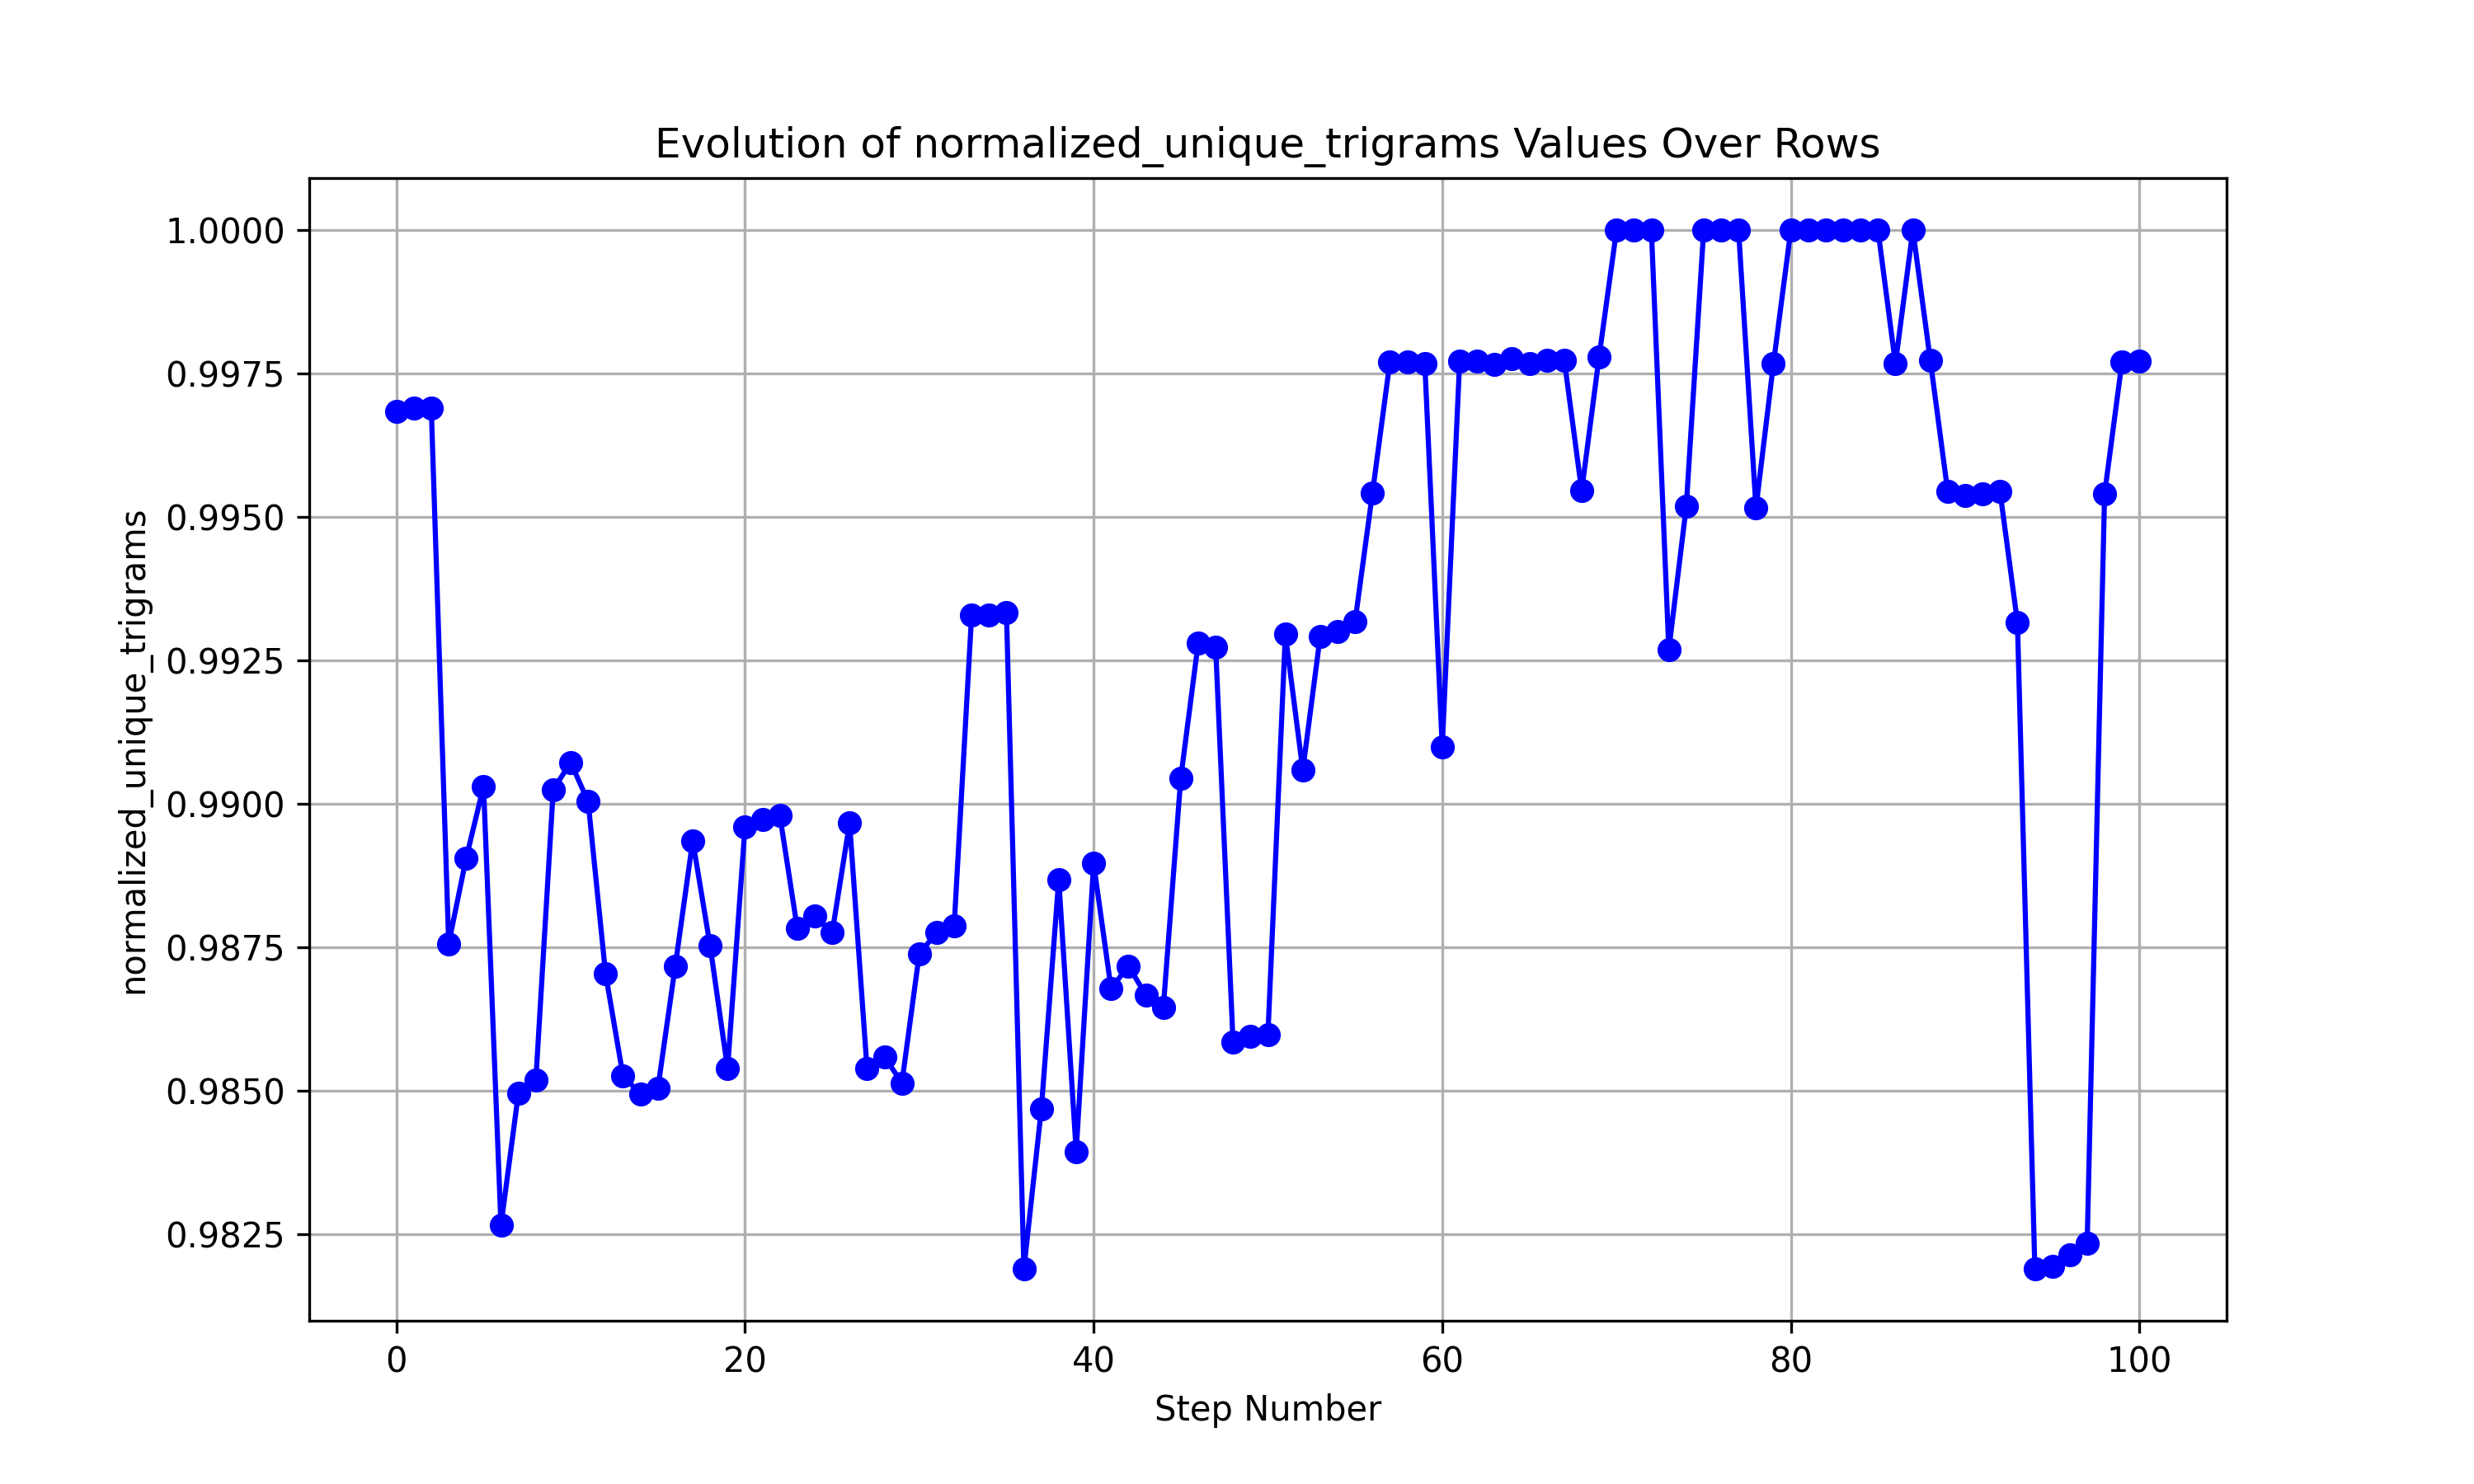 Evolution of normalized_unique_trigrams Values Over Rows
normalized_unique_trigrams
1.0000
0.9975
0.9950
0.9925
0.9900
0.9875
0.9850
0.9825
0 20 40 60 80 100
Step Number